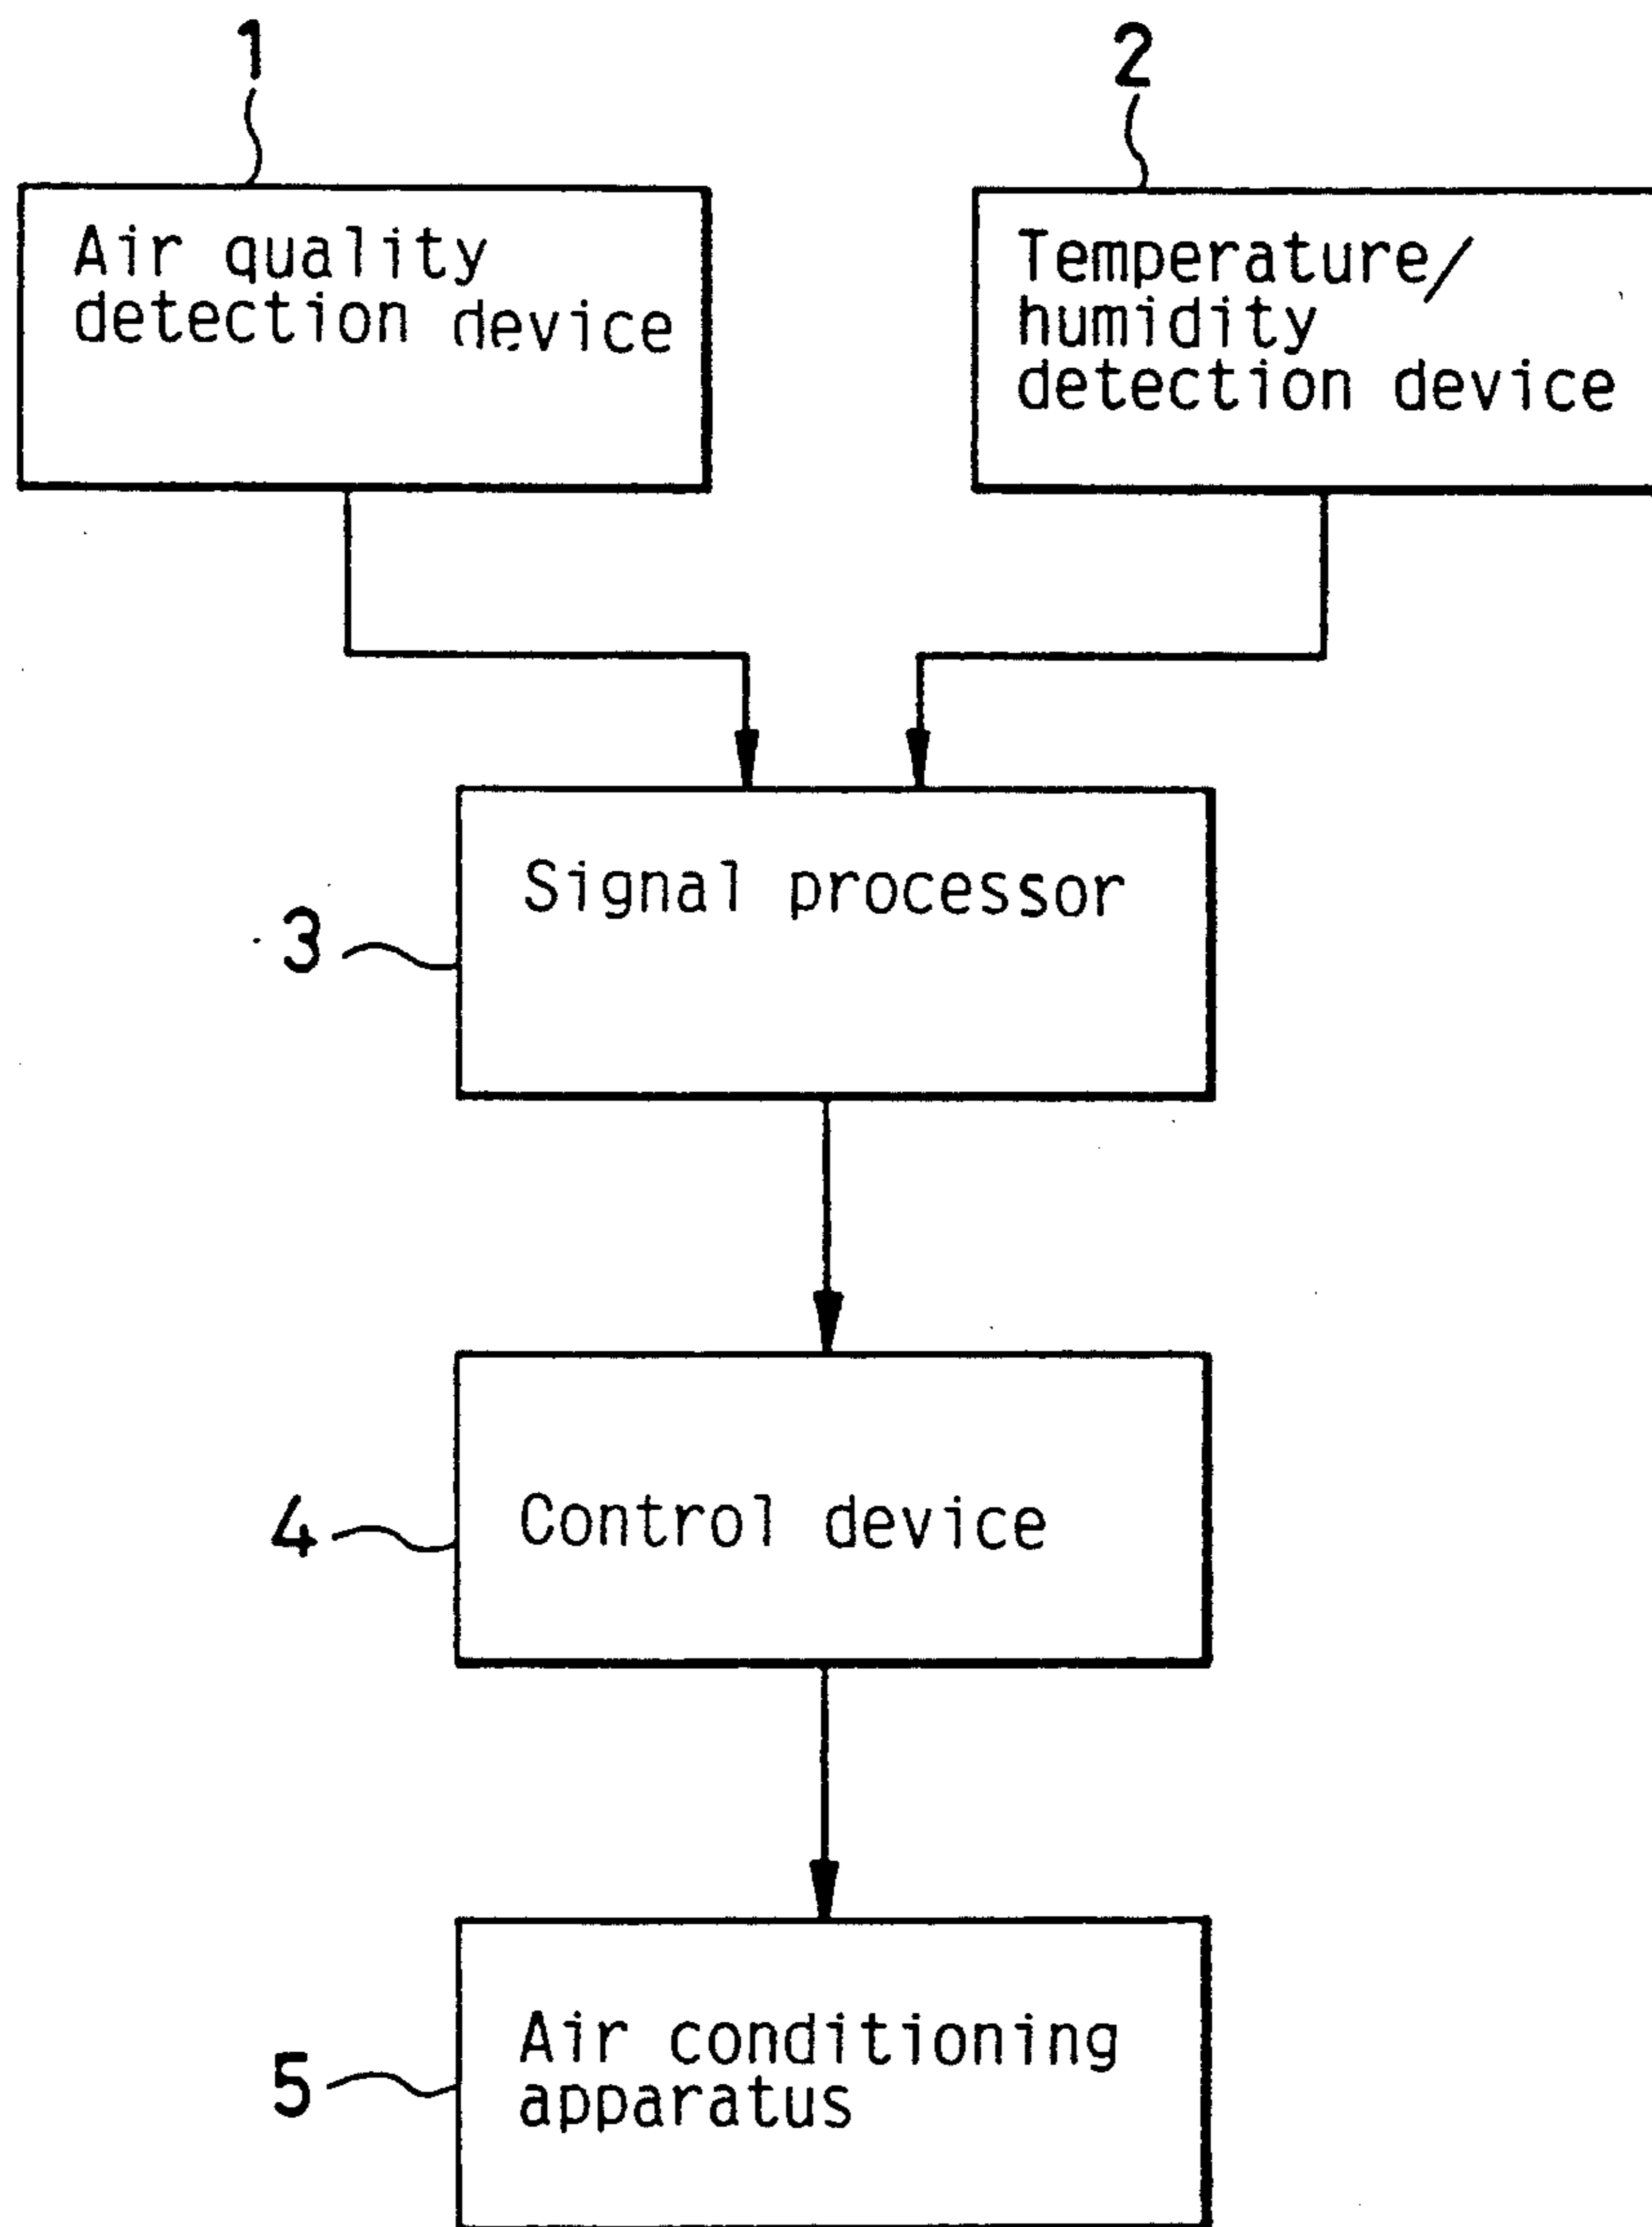 1
2
Air quality
detection device
Temperature/
humidity
detection device
Signal processor
3
Control device
4
Air conditioning
apparatus
5